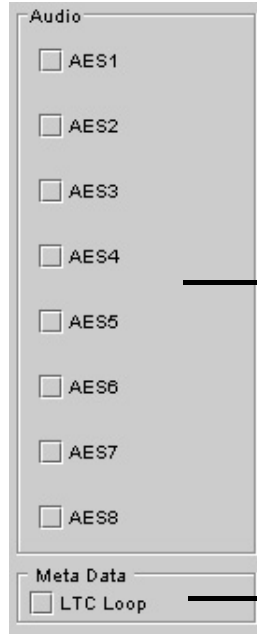 Audio
AES1
AES2
AES3
AES4
AES5
AES6
AES7
AES8
Meta Data
LTC Loop